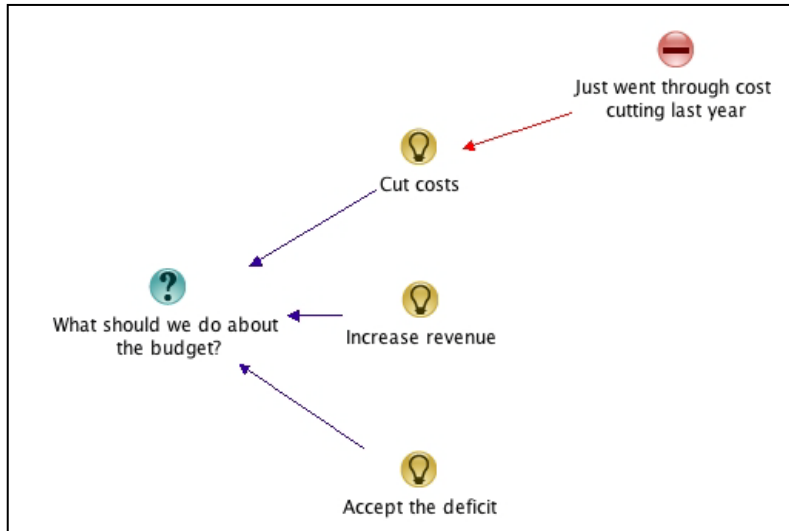 Just went through cost
cutting last year
Cut costs
What should we do about
the budget?
Increase revenue
Accept the deficit